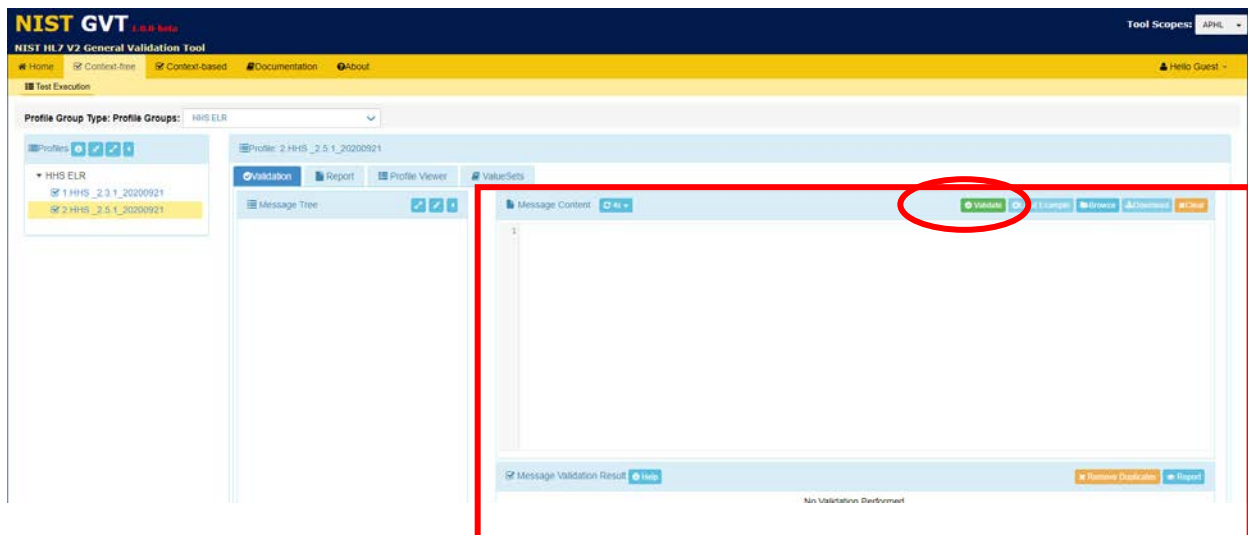 NIST GVT 1.0.0-beta
Tool Scopes: APHL
NIST HL7 V2 General Validation Tool
Home Context-free Context-based Documentation About Hello Guest
Test Execution
Profile Group Type: Profile Groups: HHS ELR
Profiles
Profile: 2.HHS _2.5.1_20200921
HHS ELR
1.HHS _2.3.1_20200921
2.HHS _2.5.1_20200921
Validation Report Profile Viewer ValueSets
Message Tree
Message Content Validate Example Browse Download Clear
1
Message Validation Result Help Remove Duplicates Report
No Validation Performed